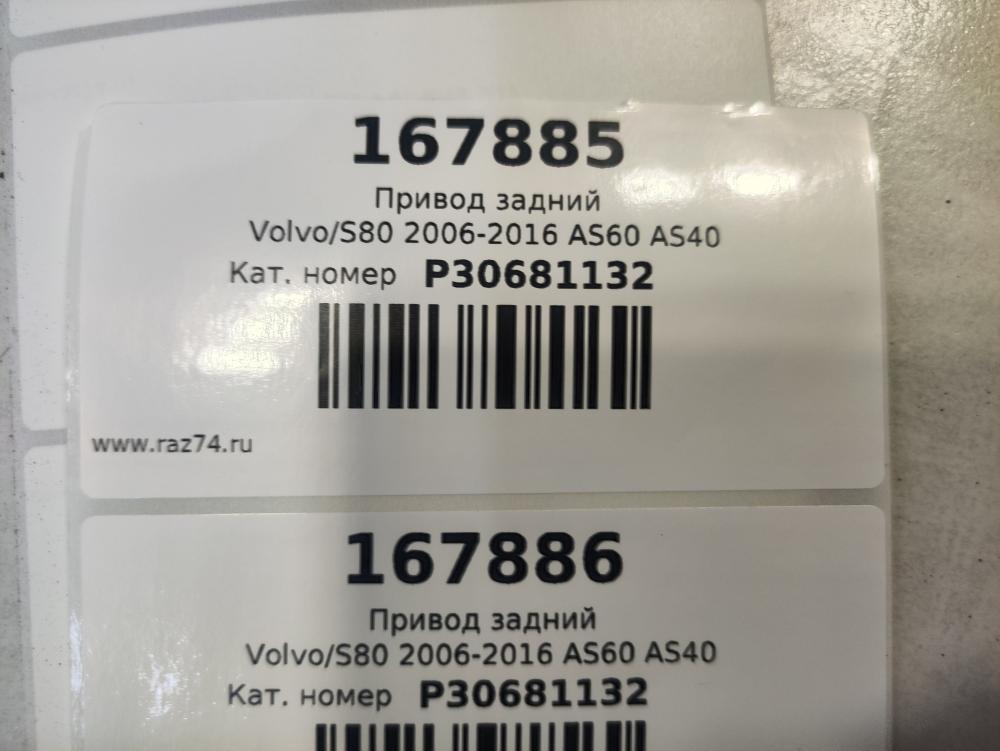 167885
Привод задний
Volvo/S80 2006-2016 AS60 AS40
Кат. номер P30681132
www.raz74.ru
167886
Привод задний
Volvo/S80 2006-2016 AS60 AS40
Кат. номер P30681132